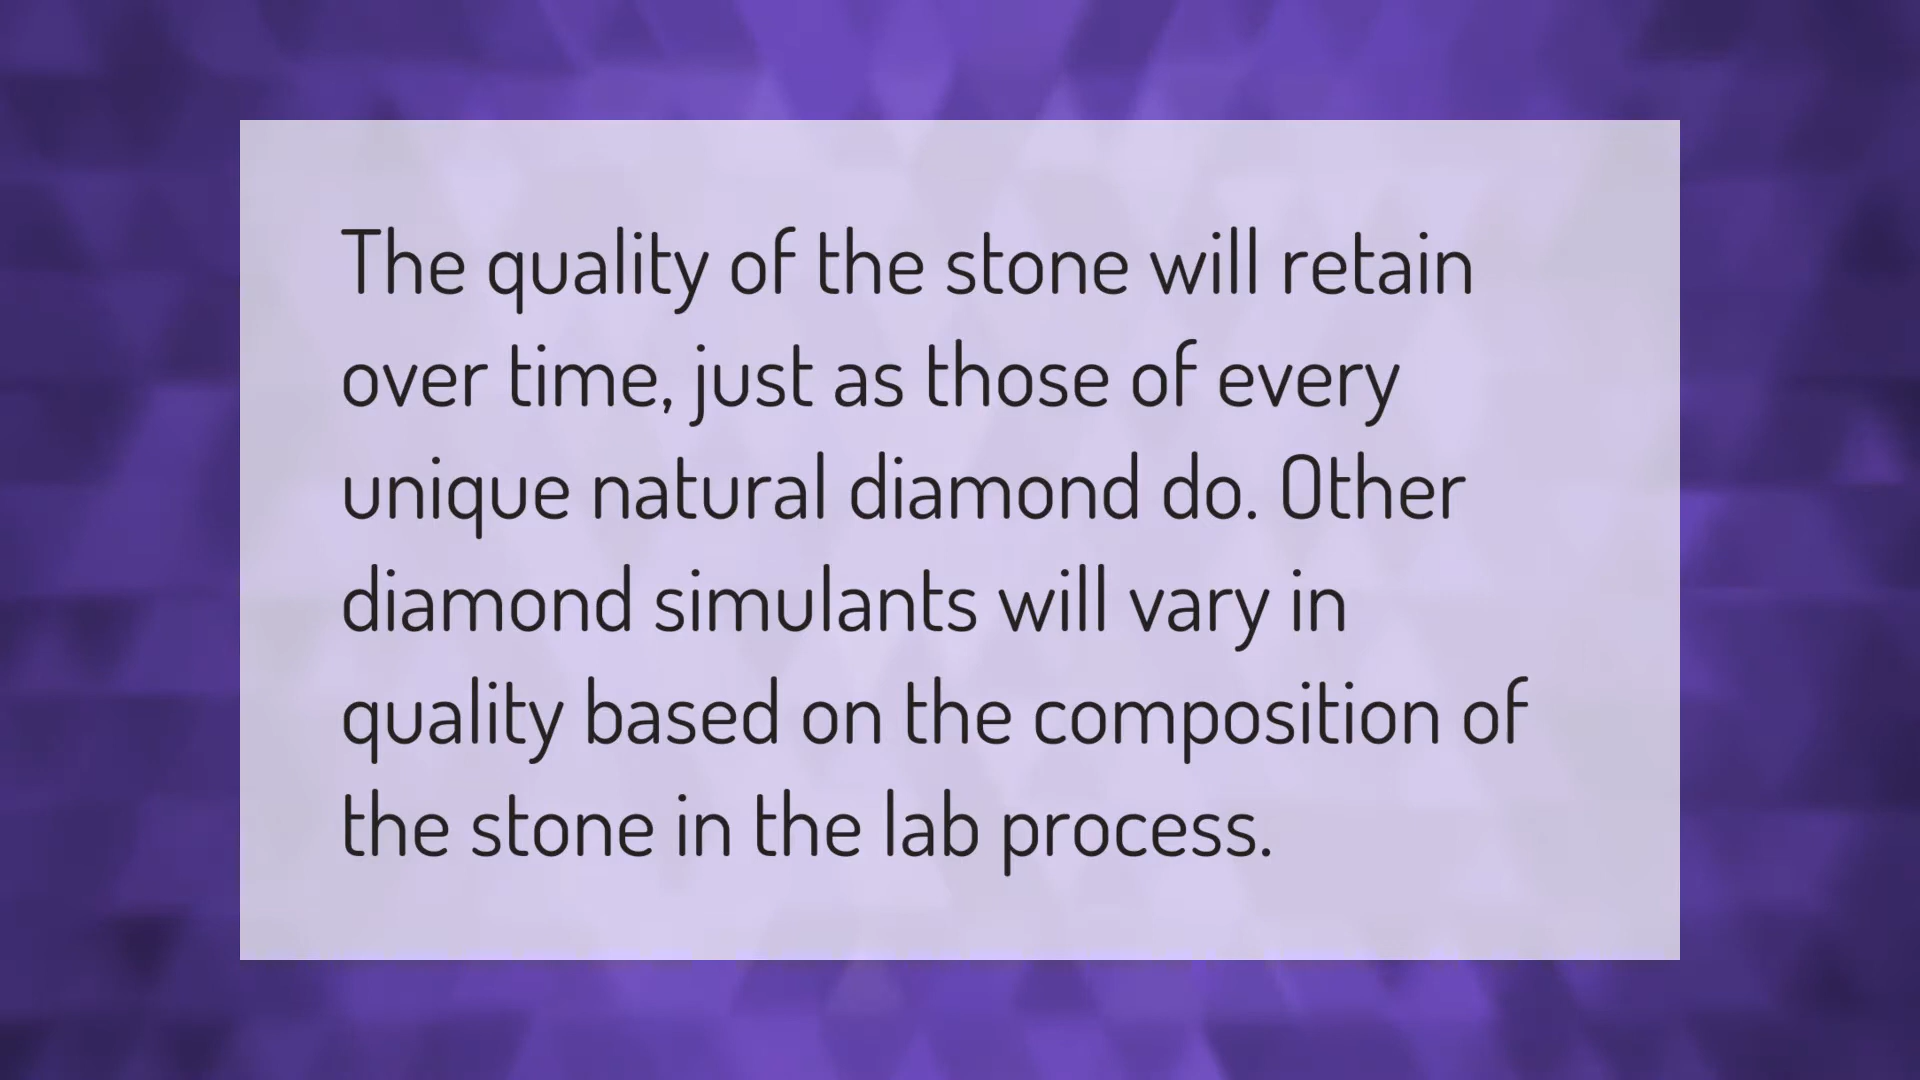 The quality of the stone will retain
over time, just as those of every
unique natural diamond do. Other
diamond simulants will vary in
quality based on the composition of
the stone in the lab process.